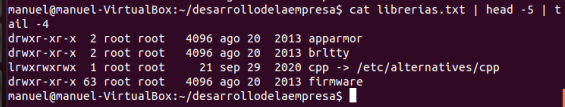 manuel@manuel-VirtualBox:~/desarrollodelaempresa$ cat librerias.txt | head -5 | t
ail -4
drwxr-xr-x  2 root root   4096 ago 20  2013 apparmor
drwxr-xr-x  2 root root   4096 ago 20  2013 brltty
lrwxrwxrwx  1 root root     21 sep 29  2020 cpp -> /etc/alternatives/cpp
drwxr-xr-x 63 root root   4096 ago 20  2013 firmware
manuel@manuel-VirtualBox:~/desarrollodelaempresa$